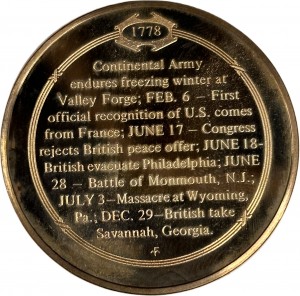 1778
Continental Army
endures freezing winter at
Valley Forge; FEB. 6 — First
official recognition of U.S. comes
from France; JUNE 17 — Congress
rejects British peace offer; JUNE 18-
British evacuate Philadelphia; JUNE
28 — Battle of Monmouth, N.J.;
JULY 3—Massacre at Wyoming,
Pa.; DEC. 29—British take
Savannah, Georgia.